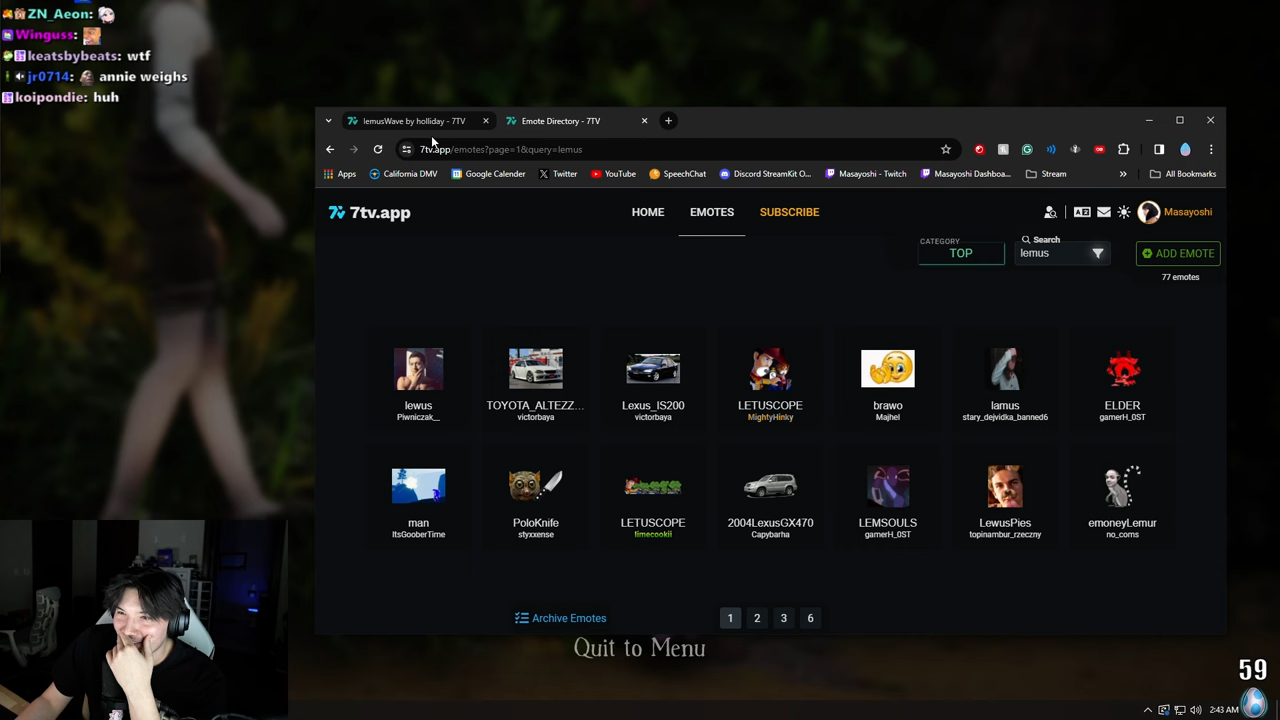 ZN_Aeon:
Winguss:
keatsbybeats: wtf
jr0714: annie weighs
koipondie: huh
lemusWave by holliday - 7TV
Emote Directory - 7TV
7tv.app/emotes?page=1&query=lemus
Apps California DMV Google Calender Twitter YouTube SpeechChat Discord StreamKit O... Masayoshi - Twitch Masayoshi Dashboa... Stream » All Bookmarks
7tv.app HOME EMOTES SUBSCRIBE Masayoshi
CATEGORY
TOP
Search
lemus
ADD EMOTE
77 emotes
lewus TOYOTA_ALTEZZ... Lexus_IS200 LETUSCOPE brawo lamus ELDER
Piwniczak__ victorbaya victorbaya MightyHinky Majhel stary_dejvidka_banned6 gamerH_0ST
man PoloKnife LETUSCOPE 2004LexusGX470 LEMSOULS LewusPies emoneyLemur
ItsGooberTime styxxense timecookii Capybarha gamerH_0ST topinambur_rzeczny no_coms
Archive Emotes 1 2 3 6
Quit to Menu
59
2:43 AM